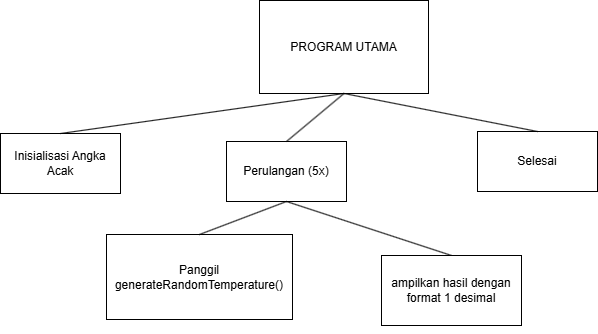 PROGRAM UTAMA
Inisialisasi Angka
Acak
Perulangan (5x)
Selesai
Panggil
generateRandomTemperature()
ampilkan hasil dengan
format 1 desimal